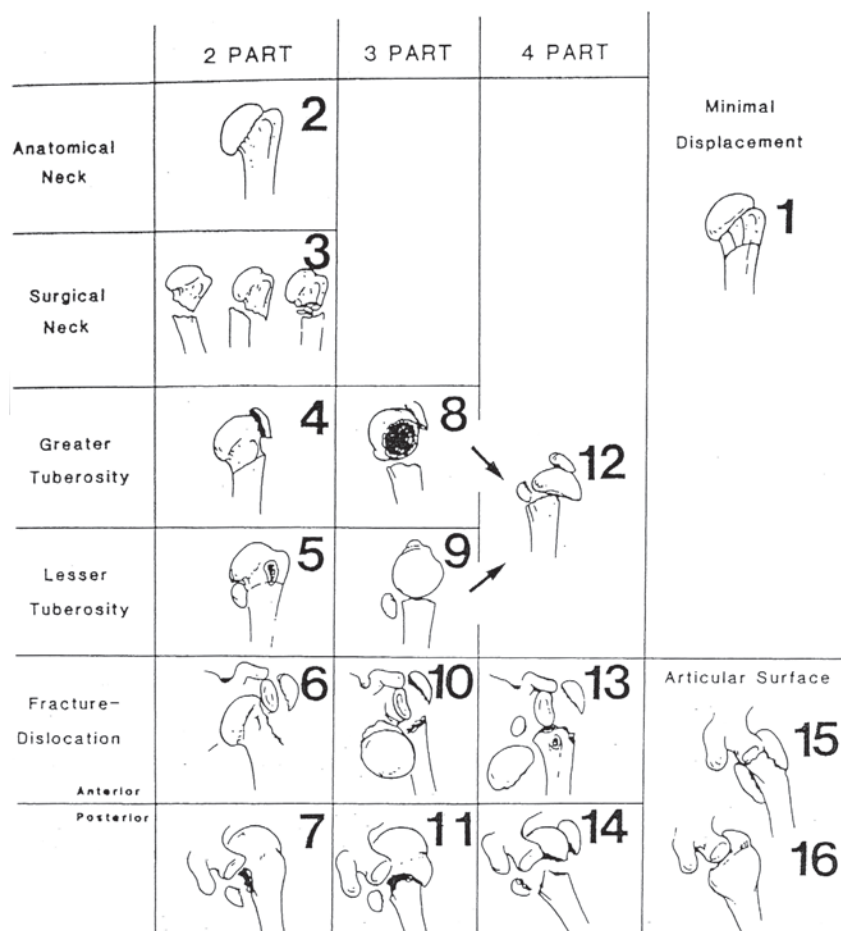 2 PART
3 PART
4 PART
Minimal
Displacement
1
Anatomical
Neck
2
Surgical
Neck
3
Greater
Tuberosity
4
8
12
Lesser
Tuberosity
5
9
Fracture-
Dislocation
Anterior
6
10
13
Articular Surface
15
Posterior
7
11
14
16